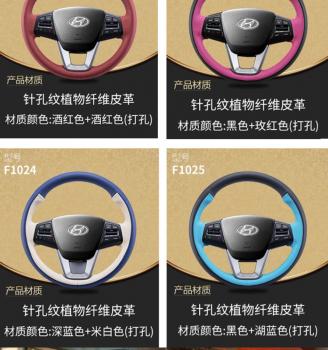 产品材质
针孔纹植物纤维皮革
材质颜色:酒红色+酒红色(打孔)
产品材质
针孔纹植物纤维皮革
材质颜色:黑色+玫红色(打孔)
型号
F1024
产品材质
针孔纹植物纤维皮革
材质颜色:深蓝色+米白色(打孔)
型号
F1025
产品材质
针孔纹植物纤维皮革
材质颜色:黑色+湖蓝色(打孔)